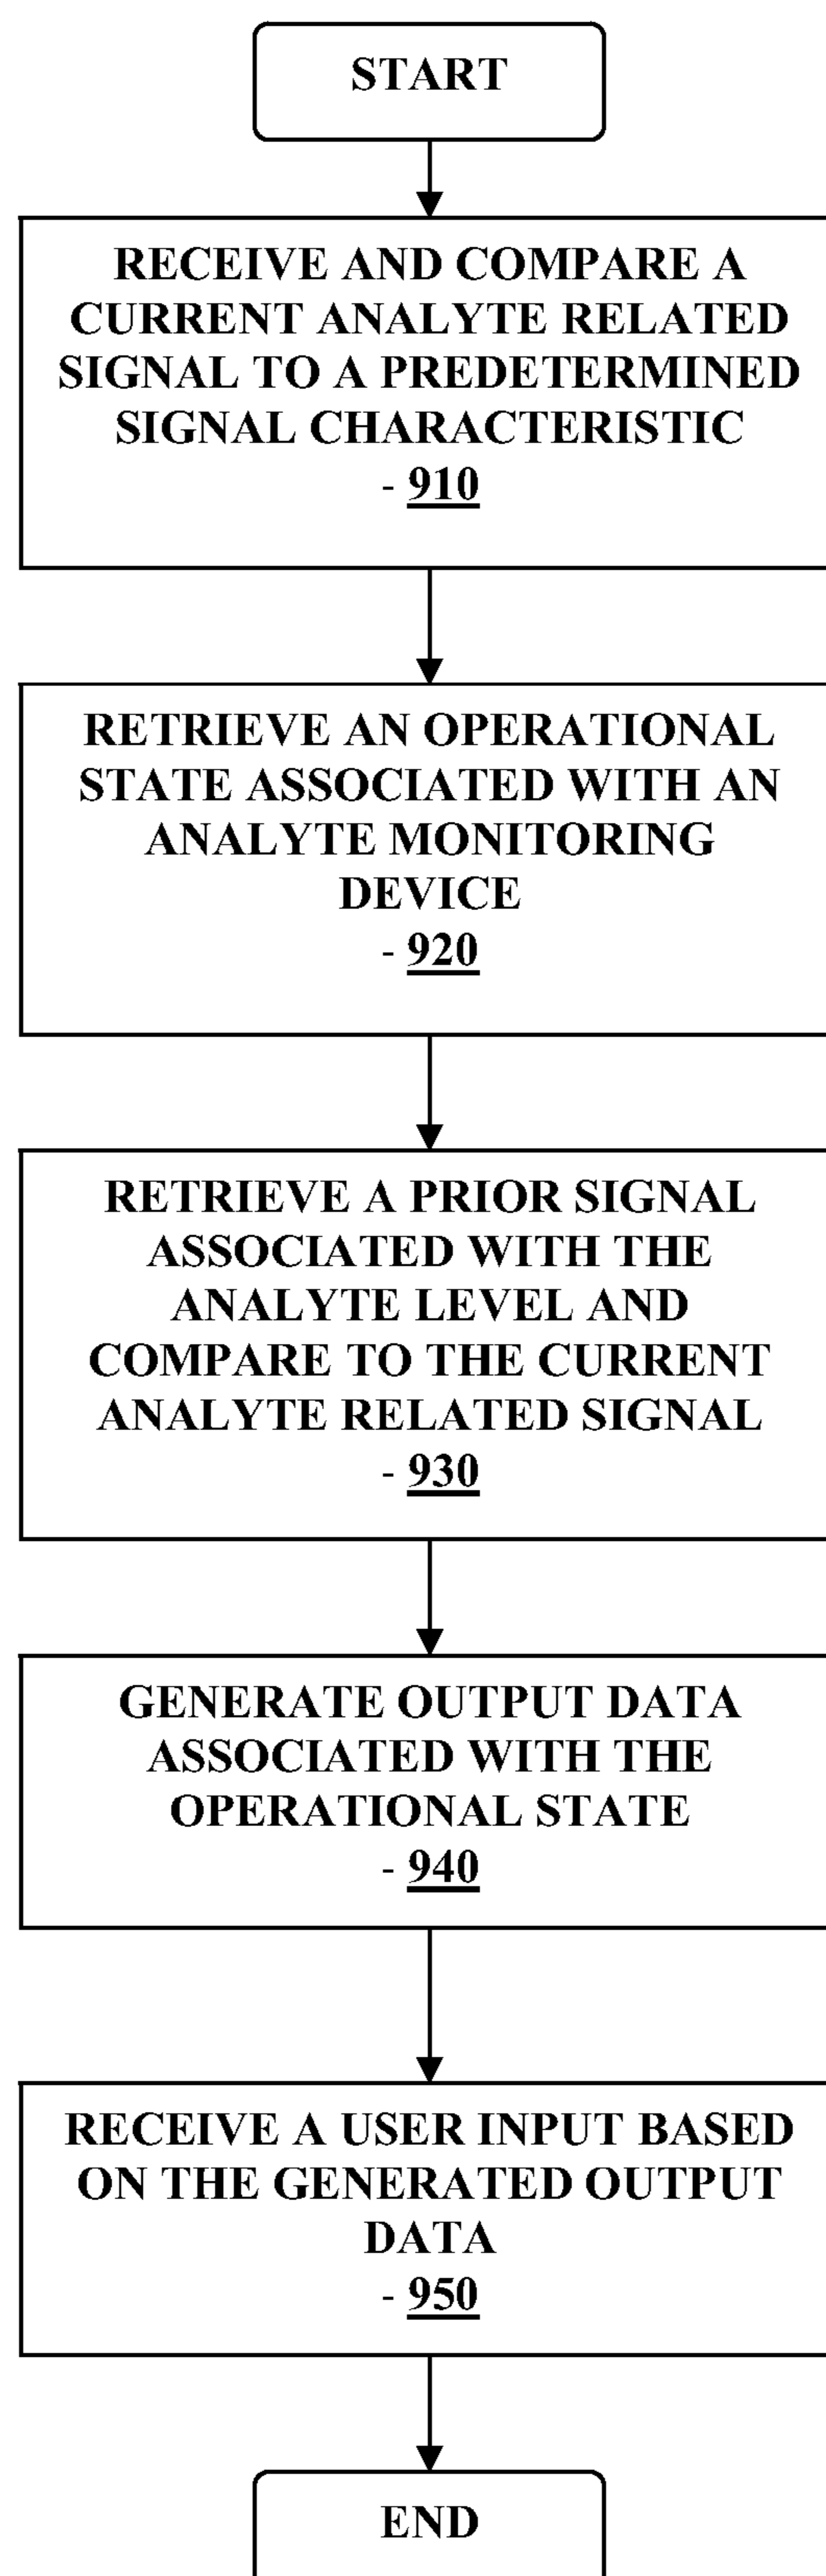 START
RECEIVE AND COMPARE A
CURRENT ANALYTE RELATED
SIGNAL TO A PREDETERMINED
SIGNAL CHARACTERISTIC
- 910
RETRIEVE AN OPERATIONAL
STATE ASSOCIATED WITH AN
ANALYTE MONITORING
DEVICE
- 920
RETRIEVE A PRIOR SIGNAL
ASSOCIATED WITH THE
ANALYTE LEVEL AND
COMPARE TO THE CURRENT
ANALYTE RELATED SIGNAL
- 930
GENERATE OUTPUT DATA
ASSOCIATED WITH THE
OPERATIONAL STATE
- 940
RECEIVE A USER INPUT BASED
ON THE GENERATED OUTPUT
DATA
- 950
END